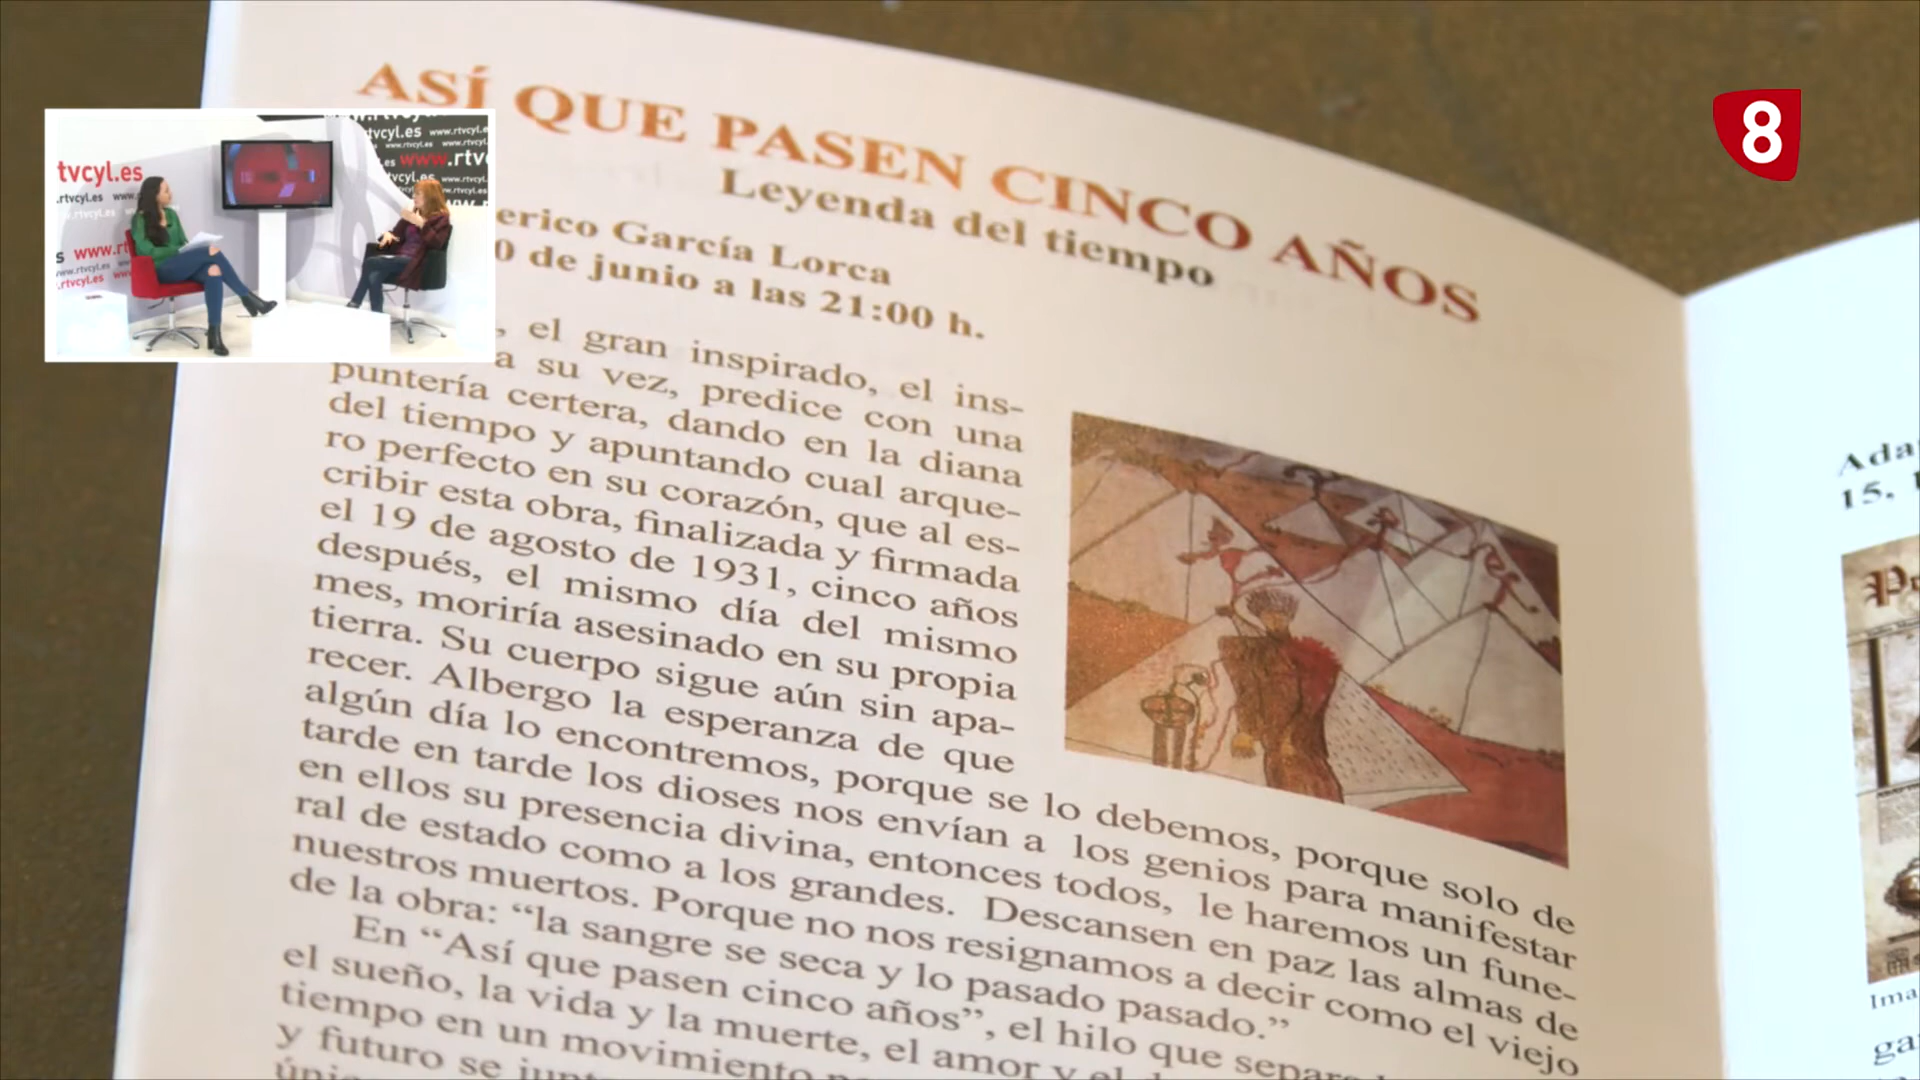 ASÍ QUE PASEN CINCO AÑOS
Leyenda del tiempo
erico García Lorca
0 de junio a las 21:00 h.
, el gran inspirado, el ins-
a su vez, predice con una
puntería certera, dando en la diana
del tiempo y apuntando cual arque-
ro perfecto en su corazón, que al es-
cribir esta obra, finalizada y firmada
el 19 de agosto de 1931, cinco años
después, el mismo día del mismo
mes, moriría asesinado en su propia
tierra. Su cuerpo sigue aún sin apa-
recer. Albergo la esperanza de que
algún día lo encontremos, porque se lo debemos, porque solo de
tarde en tarde los dioses nos envían a los genios para manifestar
en ellos su presencia divina, entonces todos, le haremos un fune-
ral de estado como a los grandes. Descansen en paz las almas de
nuestros muertos. Porque no nos resignamos a decir como el viejo
de la obra: “la sangre se seca y lo pasado pasado.”
En “Así que pasen cinco años”, el hilo que separa
el sueño, la vida y la muerte, el amor y el
tiempo en un movimiento
y futuro se
8
tvcyl.es
www.rtvcyl.es
Ada
15.
Ima
ga